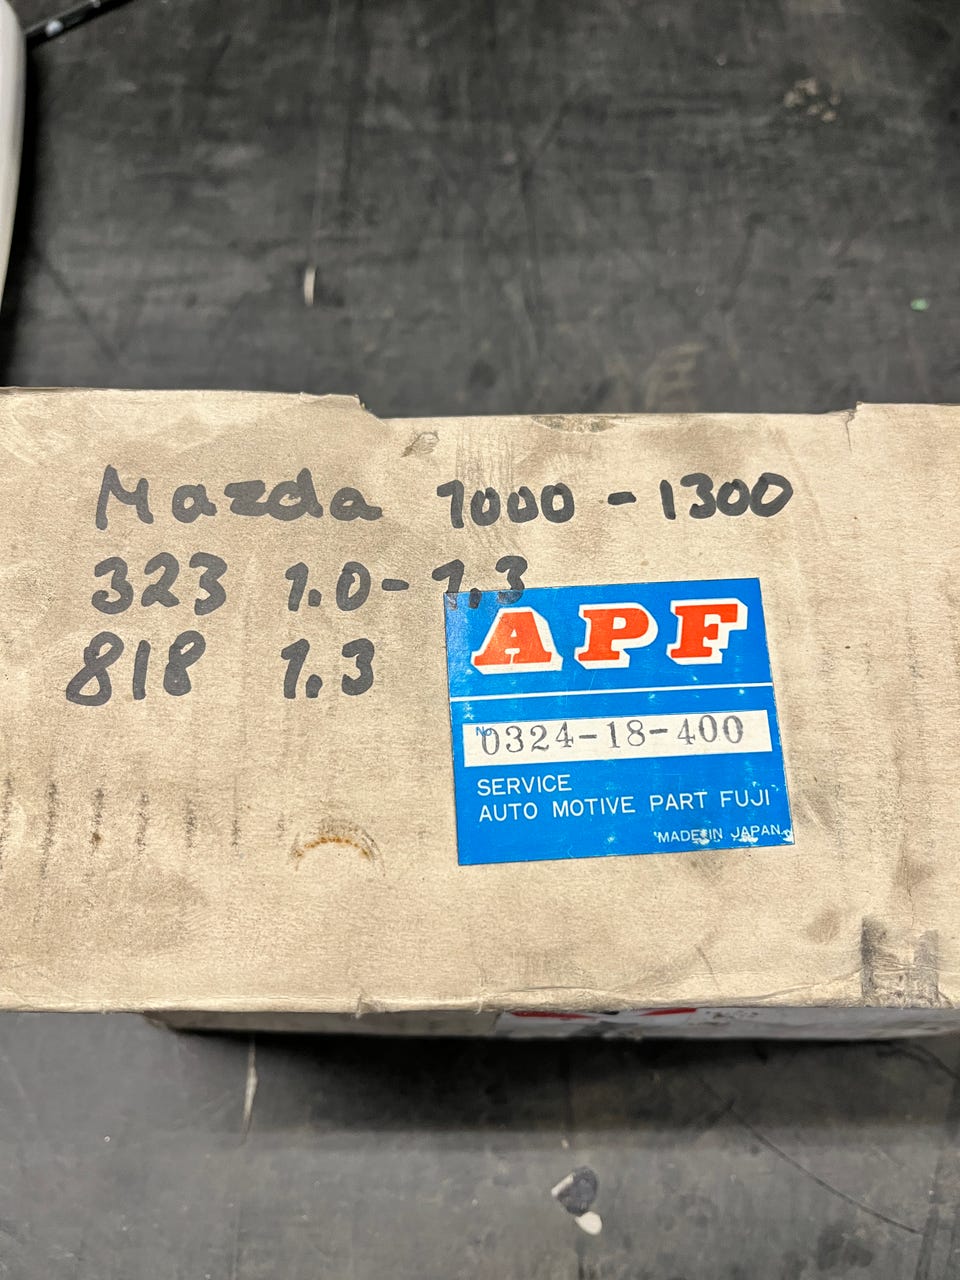 Mazda 1000 - 1300
323 1.0 - 1.3
818 1.3
APF
No 0324-18-400
SERVICE
AUTO MOTIVE PART FUJI
MADE IN JAPAN